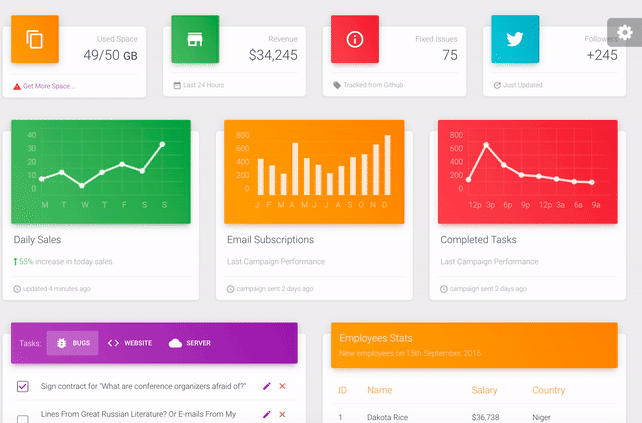 Used Space
49/50 GB
Get More Space...
Revenue
$34,245
Last 24 Hours
Fixed Issues
75
Tracked from Github
Followers
+245
Just Updated
40
30
20
10
0
M T W T F S S
Daily Sales
55% increase in today sales.
updated 4 minutes ago
800
600
400
200
0
J F M A M J J A S O N D
Email Subscriptions
Last Campaign Performance
campaign sent 2 days ago
800
600
400
200
0
12p 3p 6p 9p 12p 3a 6a 9a
Completed Tasks
Last Campaign Performance
campaign sent 2 days ago
Tasks: BUGS WEBSITE SERVER
Sign contract for "What are conference organizers afraid of?"
Lines From Great Russian Literature? Or E-mails From My
Employees Stats
New employees on 15th September, 2016
ID Name Salary Country
1 Dakota Rice $36,738 Niger